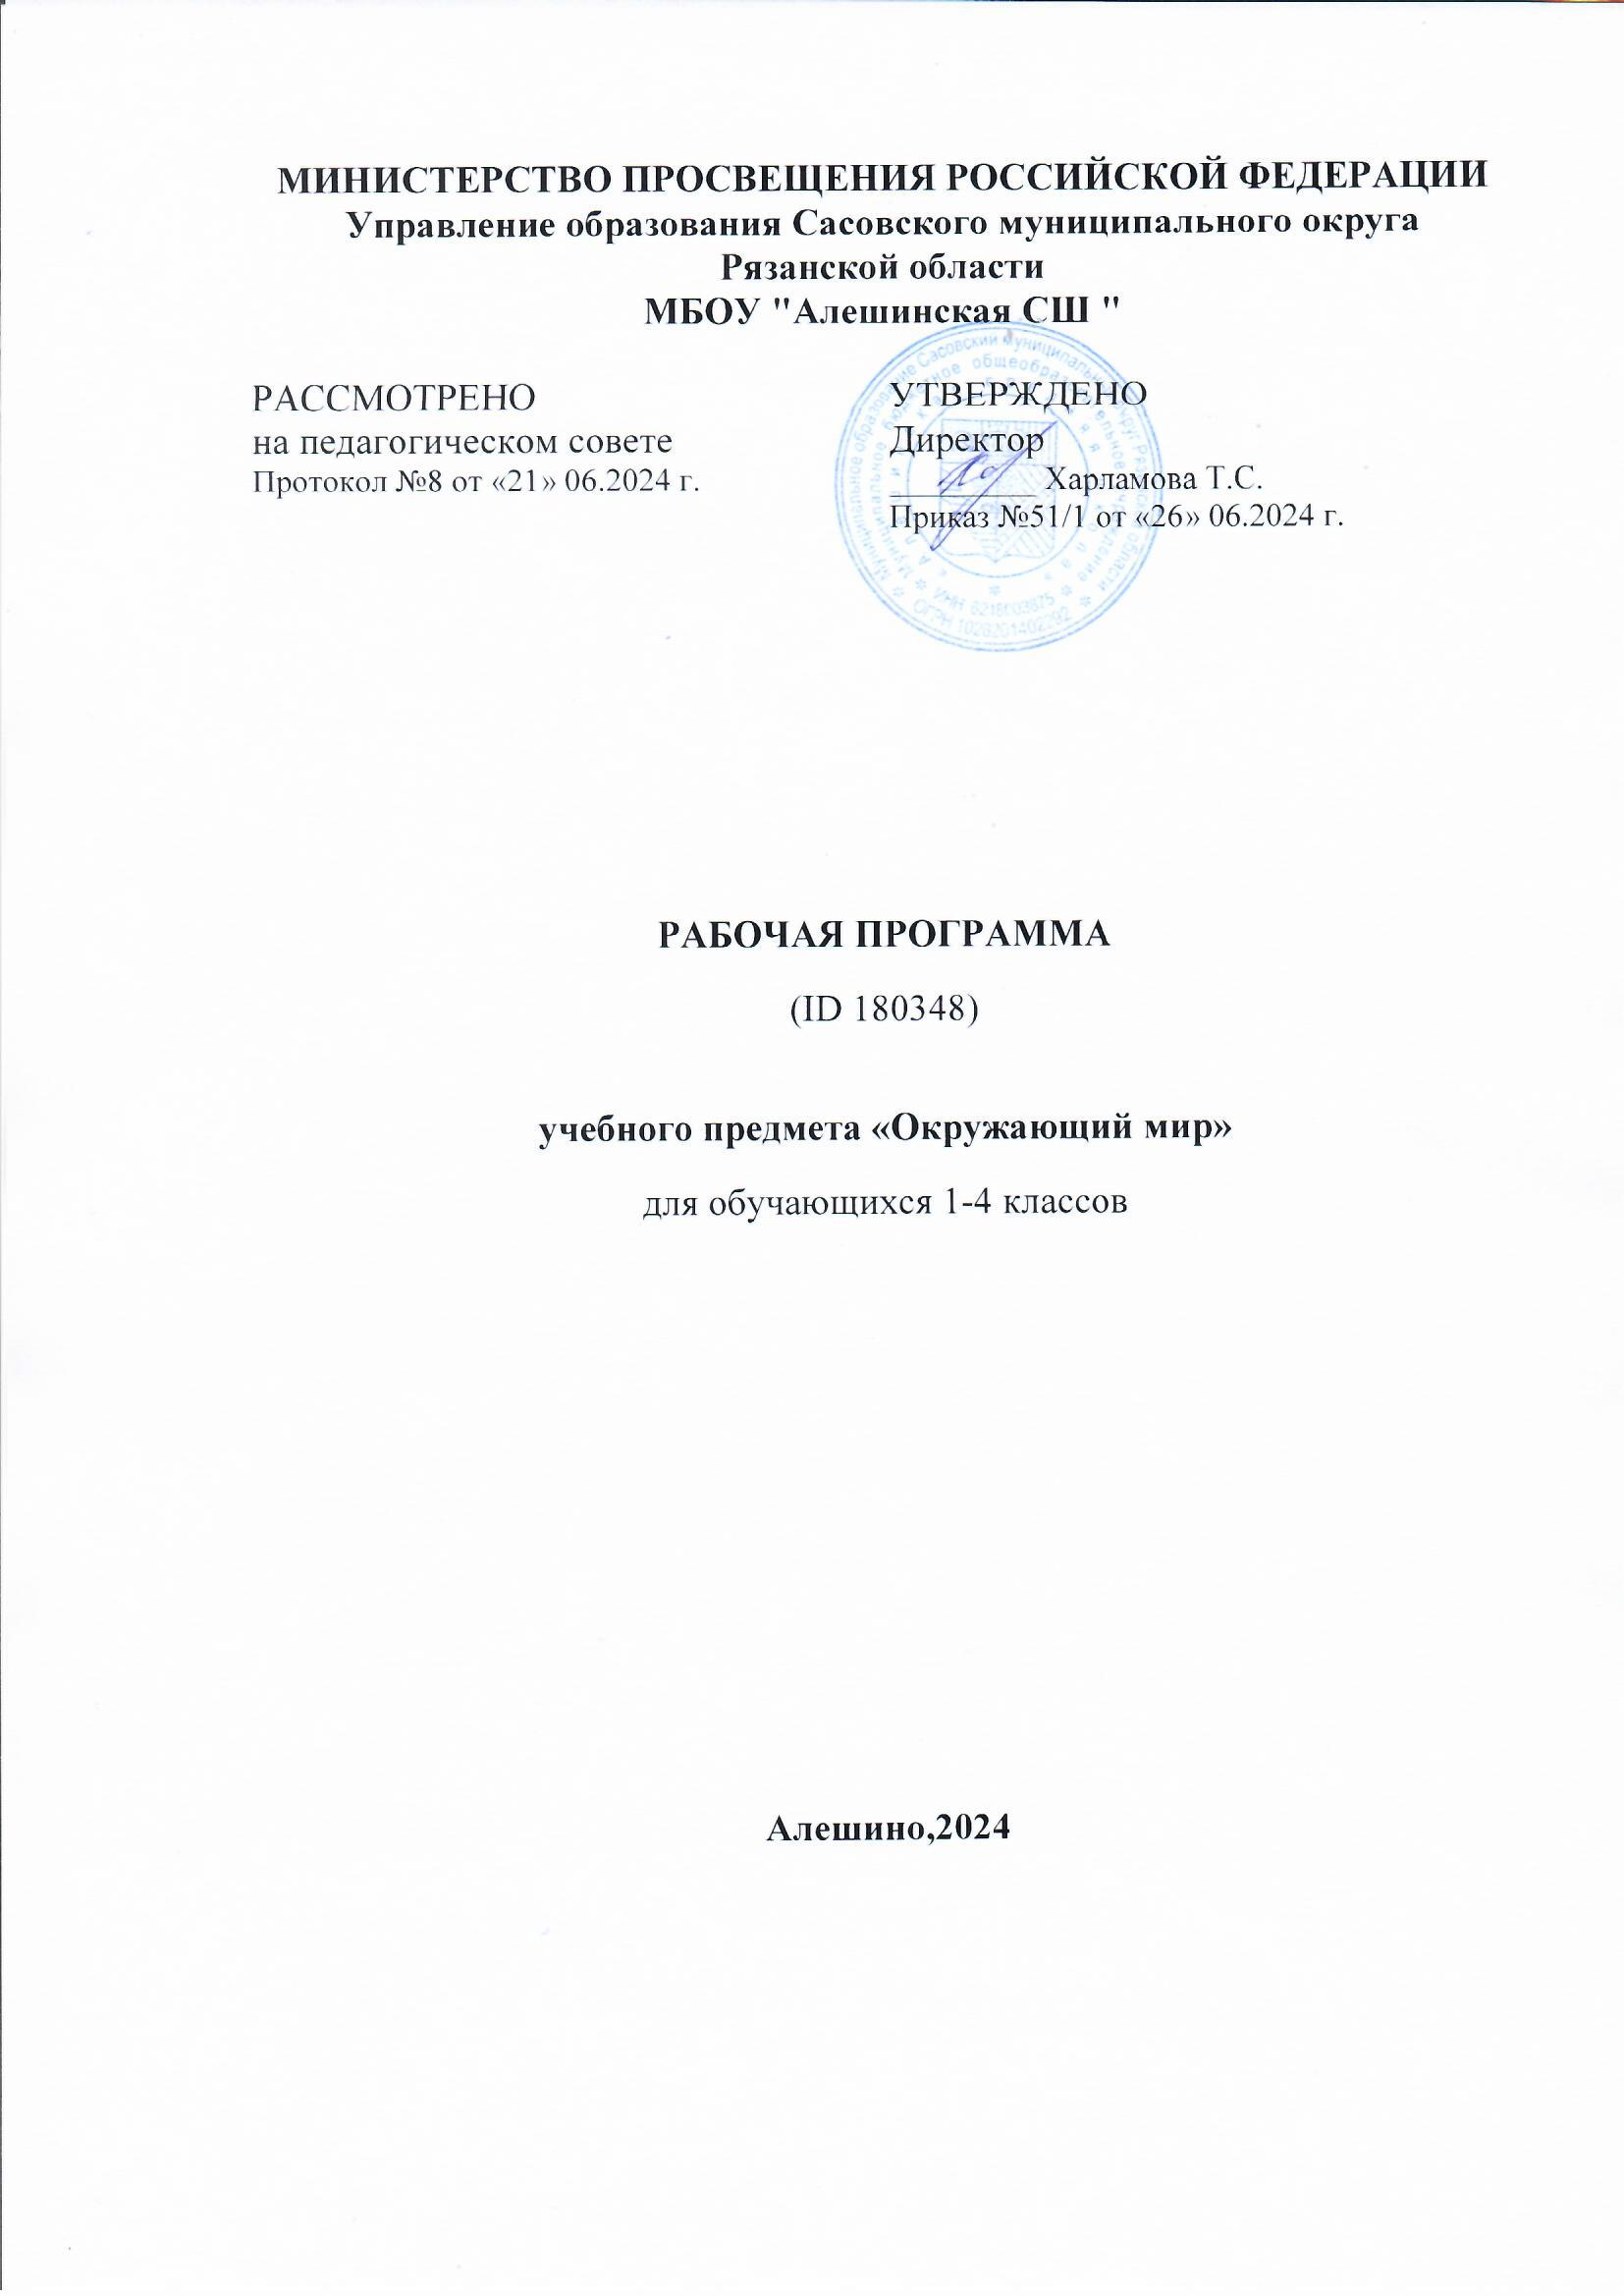 МИНИСТЕРСТВО ПРОСВЕЩЕНИЯ РОССИЙСКОЙ ФЕДЕРАЦИИ
Управление образования Сасовского муниципального округа
Рязанской области
МБОУ "Алешинская СШ "
РАССМОТРЕНО
на педагогическом совете
Протокол №8 от «21» 06.2024 г.
УТВЕРЖДЕНО
Директор
__________ Харламова Т.С.
Приказ №51/1 от «26» 06.2024 г.
РАБОЧАЯ ПРОГРАММА
(ID 180348)
учебного предмета «Окружающий мир»
для обучающихся 1-4 классов
Алешино,2024